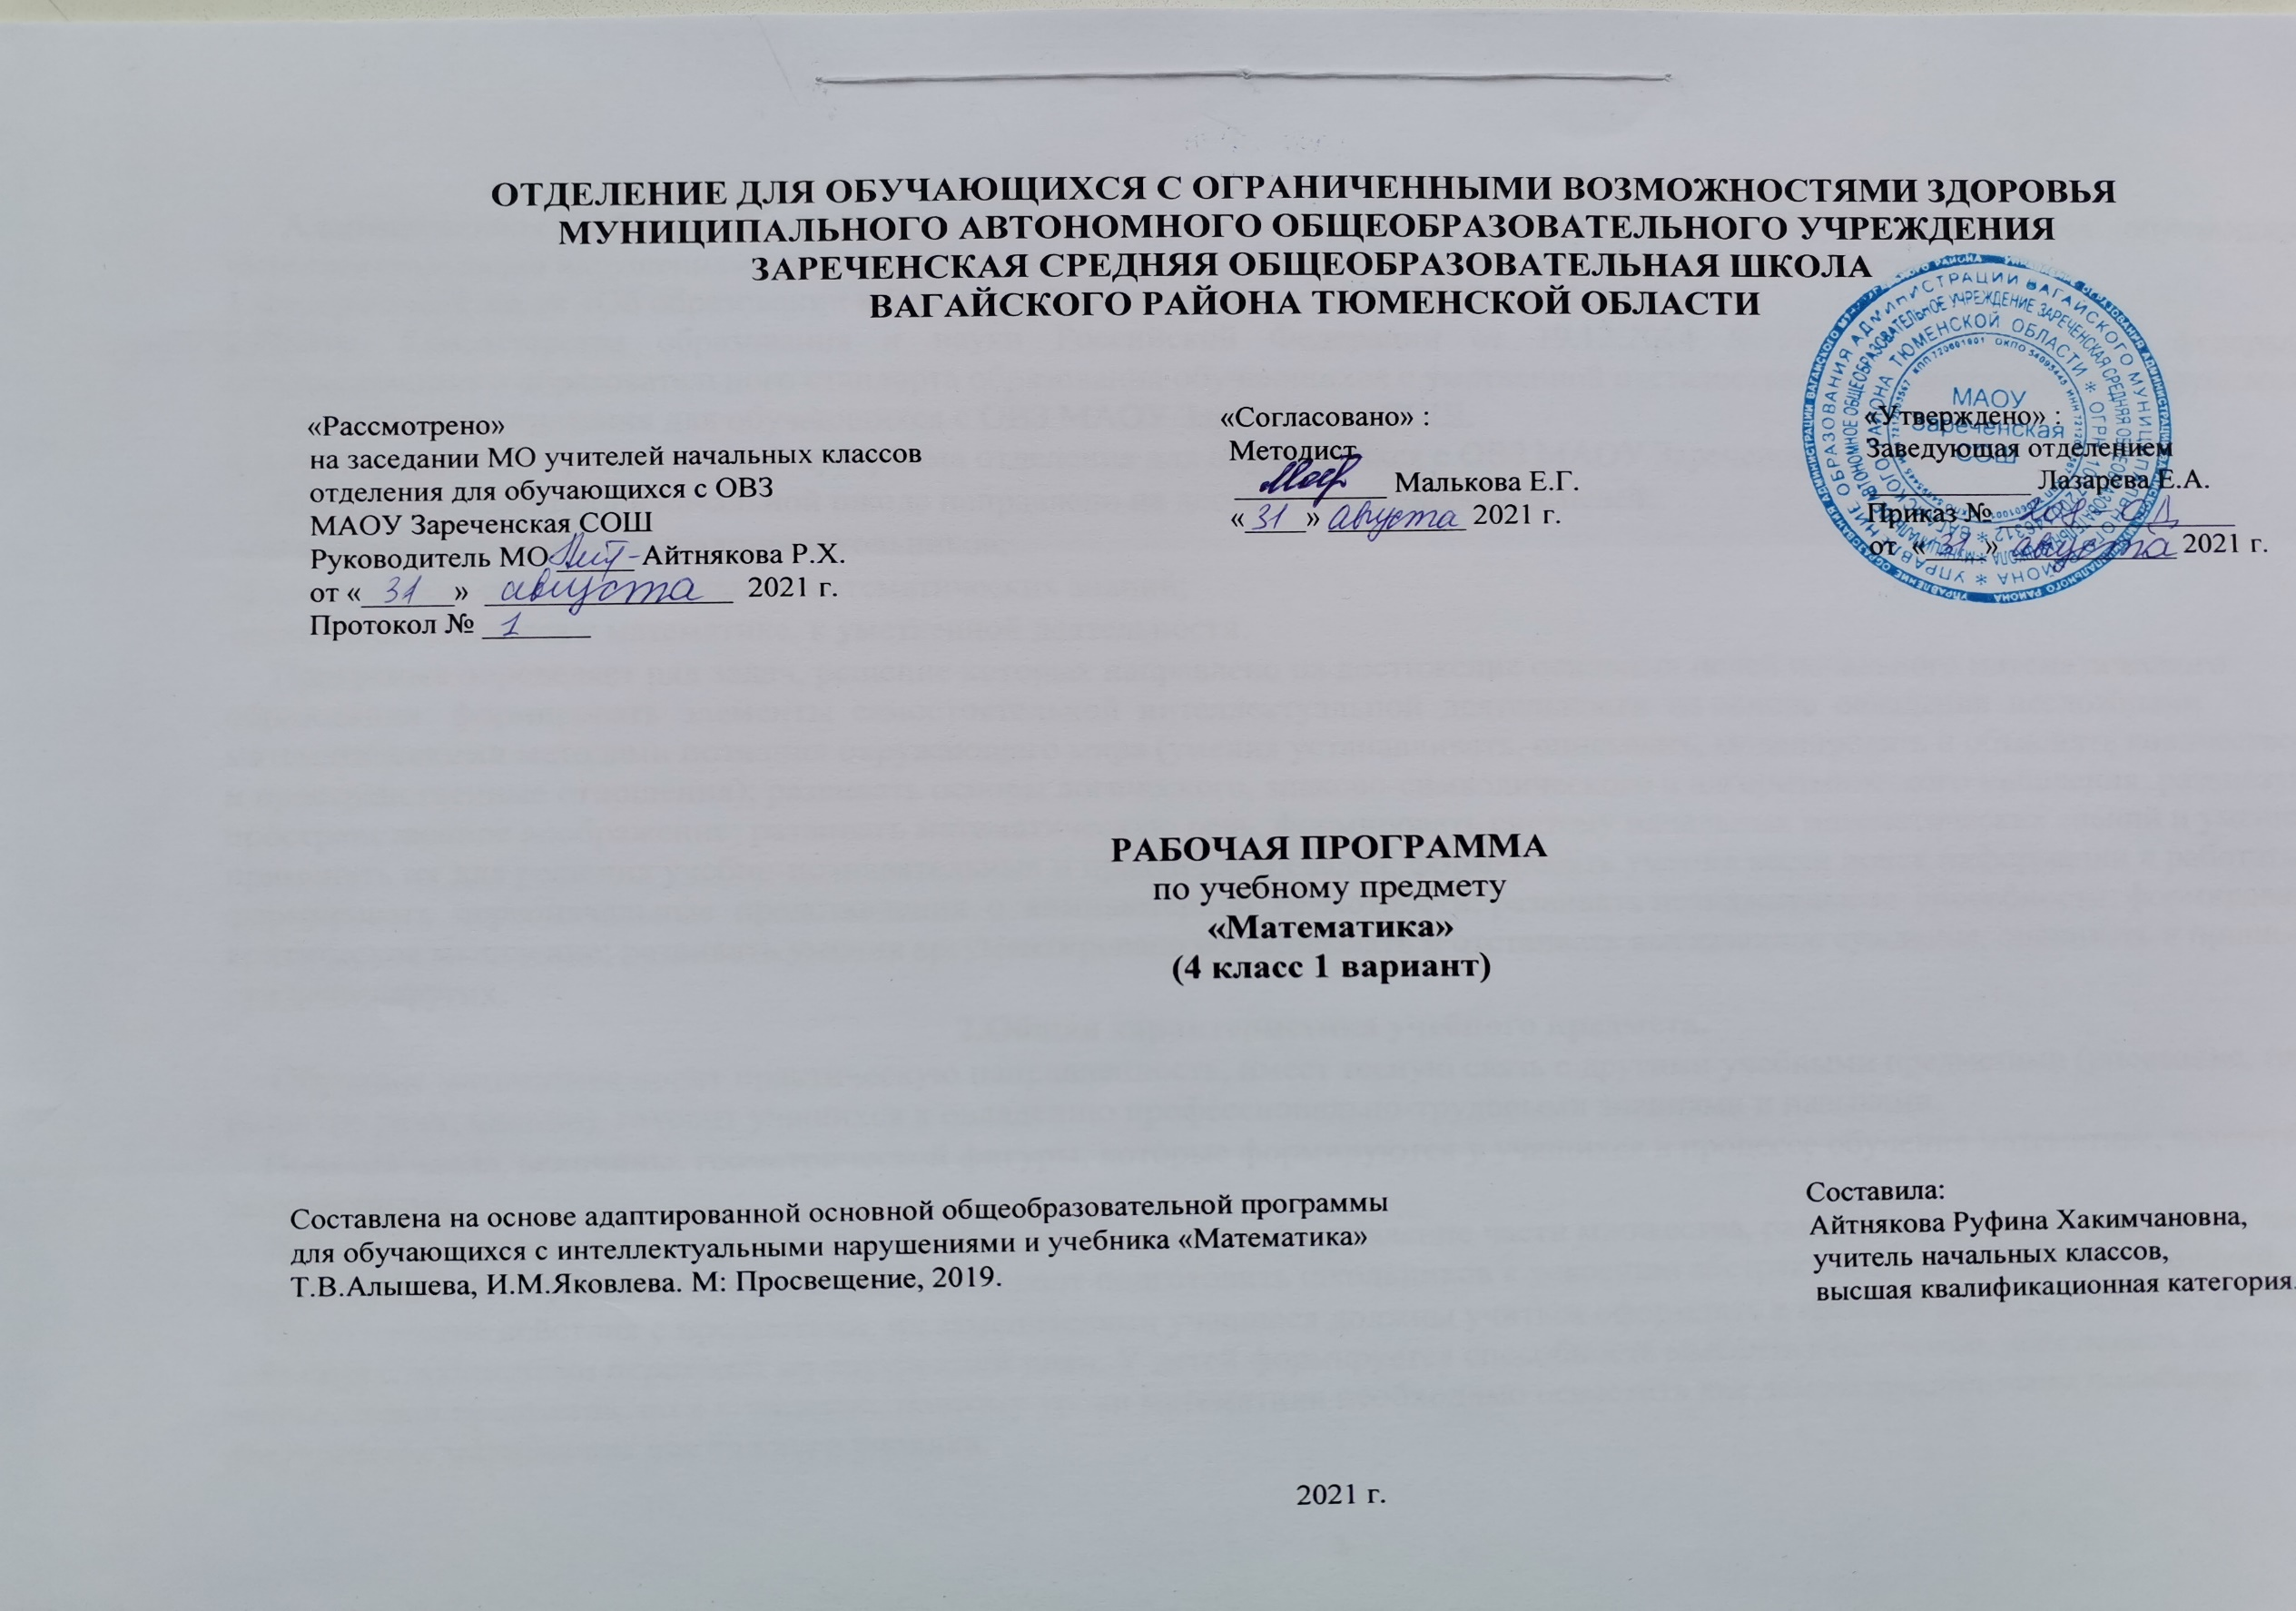 ОТДЕЛЕНИЕ ДЛЯ ОБУЧАЮЩИХСЯ С ОГРАНИЧЕННЫМИ ВОЗМОЖНОСТЯМИ ЗДОРОВЬЯ
МУНИЦИПАЛЬНОГО АВТОНОМНОГО ОБЩЕОБРАЗОВАТЕЛЬНОГО УЧРЕЖДЕНИЯ
ЗАРЕЧЕНСКАЯ СРЕДНЯЯ ОБЩЕОБРАЗОВАТЕЛЬНАЯ ШКОЛА
ВАГАЙСКОГО РАЙОНА ТЮМЕНСКОЙ ОБЛАСТИ
«Рассмотрено»
на заседании МО учителей начальных классов
отделения для обучающихся с ОВЗ
МАОУ Зареченская СОШ
Руководитель МО Айтнякова Р.Х.
от « 31 » августа 2021 г.
Протокол № 1
«Согласовано» :
Методист
Малькова Е.Г.
« 31 » августа 2021 г.
«Утверждено» :
Заведующая отделением
Лазарева Е.А.
Приказ №
от « 31 » августа 2021 г.
МАОУ
Зареченская
СОШ
РАБОЧАЯ ПРОГРАММА
по учебному предмету
«Математика»
(4 класс 1 вариант)
Составлена на основе адаптированной основной общеобразовательной программы
для обучающихся с интеллектуальными нарушениями и учебника «Математика»
Т.В.Алышева, И.М.Яковлева. М: Просвещение, 2019.
Составила:
Айтнякова Руфина Хакимчановна,
учитель начальных классов,
высшая квалификационная категория.
2021 г.